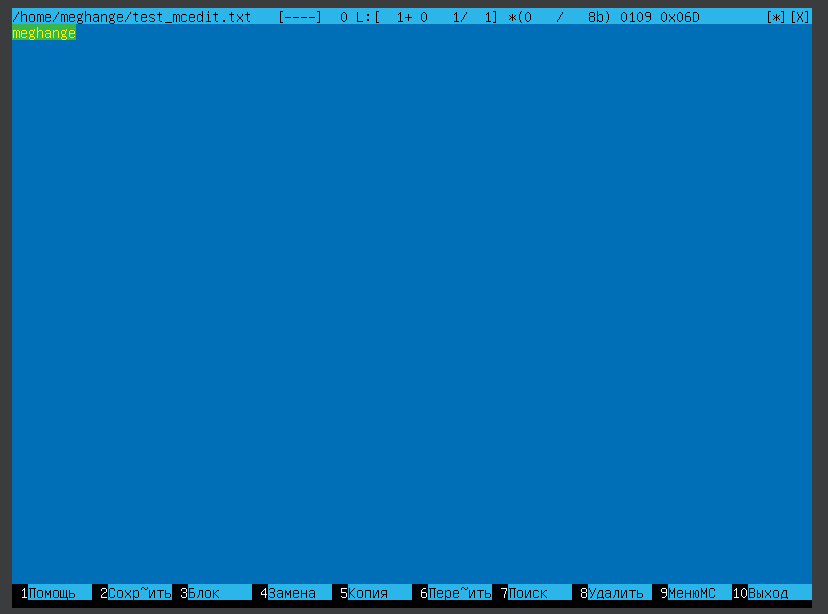 /home/meghange/test_mcedit.txt [----] 0 L:[ 1+ 0 1/ 1] *(0 / 8b) 0109 0x06D [*][X]
meghange
1Помощь 2Сохр~ить 3Блок 4Замена 5Копия 6Пере~ить 7Поиск 8Удалить 9МенюMC 10Выход